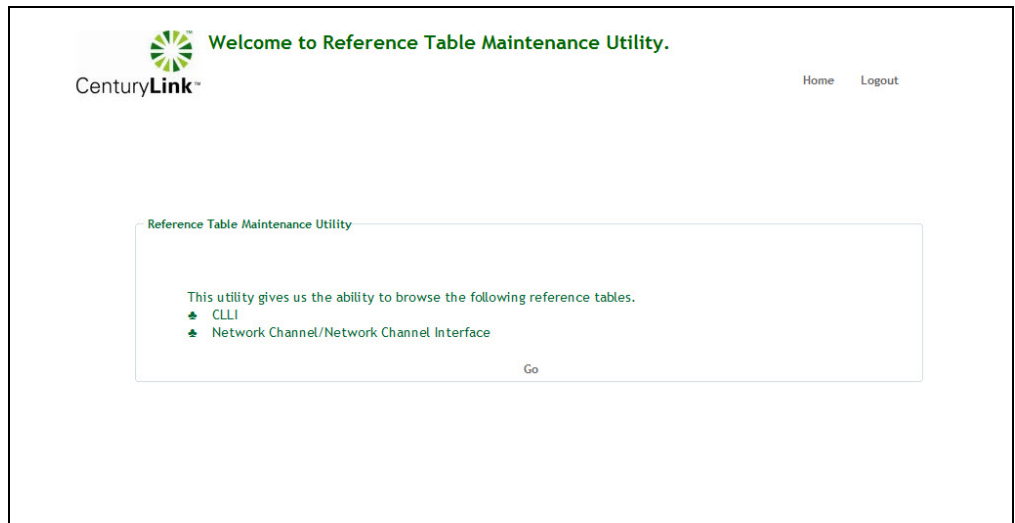 Welcome to Reference Table Maintenance Utility.
CenturyLink™
Home Logout
Reference Table Maintenance Utility
This utility gives us the ability to browse the following reference tables.
♣ CLLI
♣ Network Channel/Network Channel Interface
Go